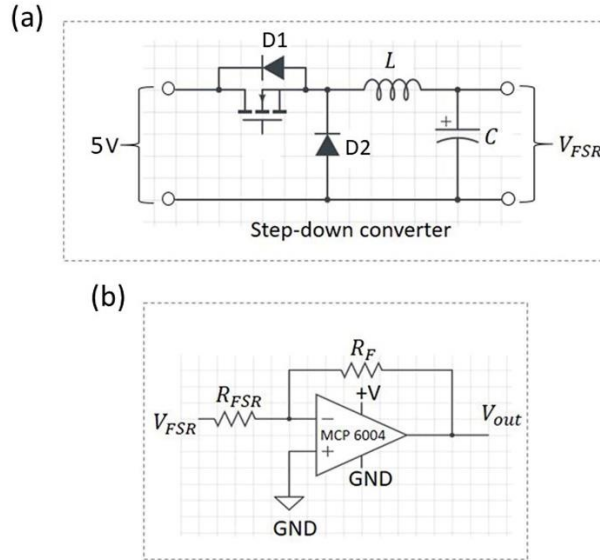 (a)
D1
L
5V
D2
+
C
V_FSR
Step-down converter
(b)
R_F
R_FSR
+V
V_FSR
−
MCP 6004
V_out
+
GND
GND